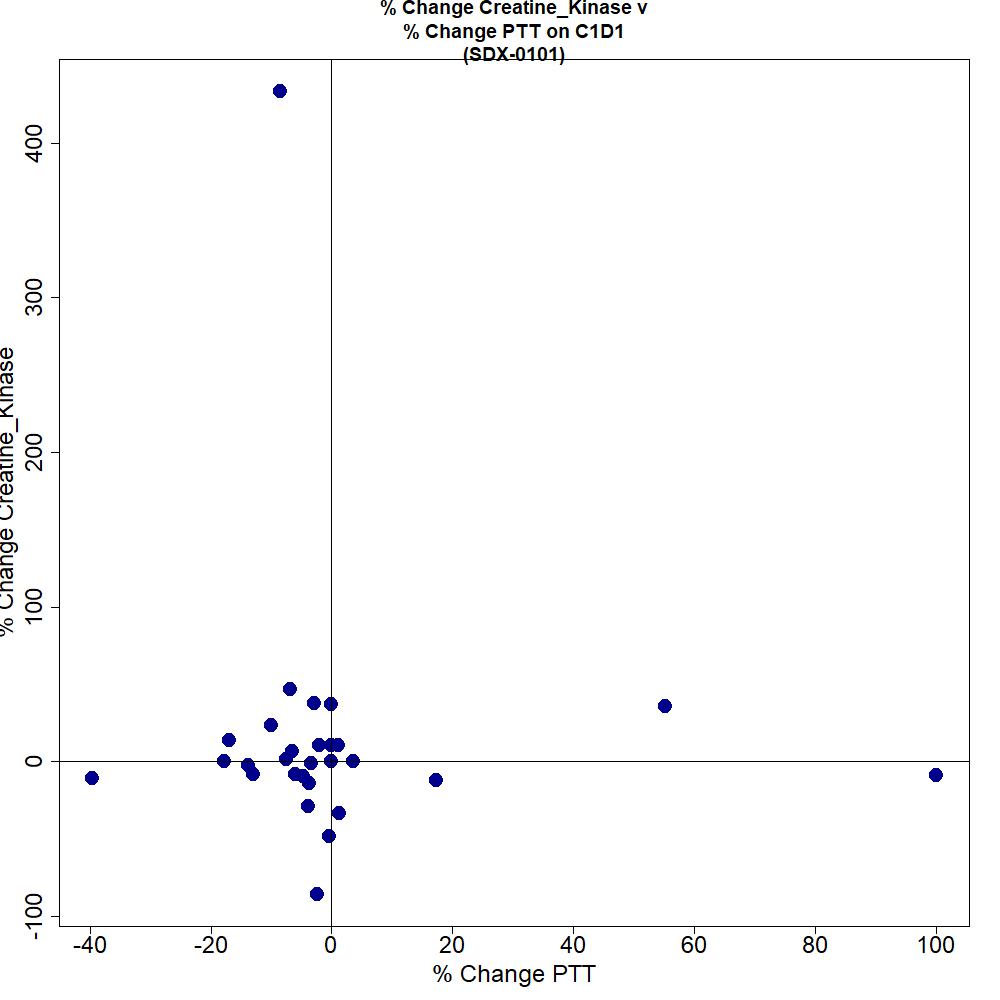 % Change Creatine_Kinase v
% Change PTT on C1D1
(SDX-0101)
% Change Creatine_Kinase
400
300
200
100
0
-100
-40 -20 0 20 40 60 80 100
% Change PTT